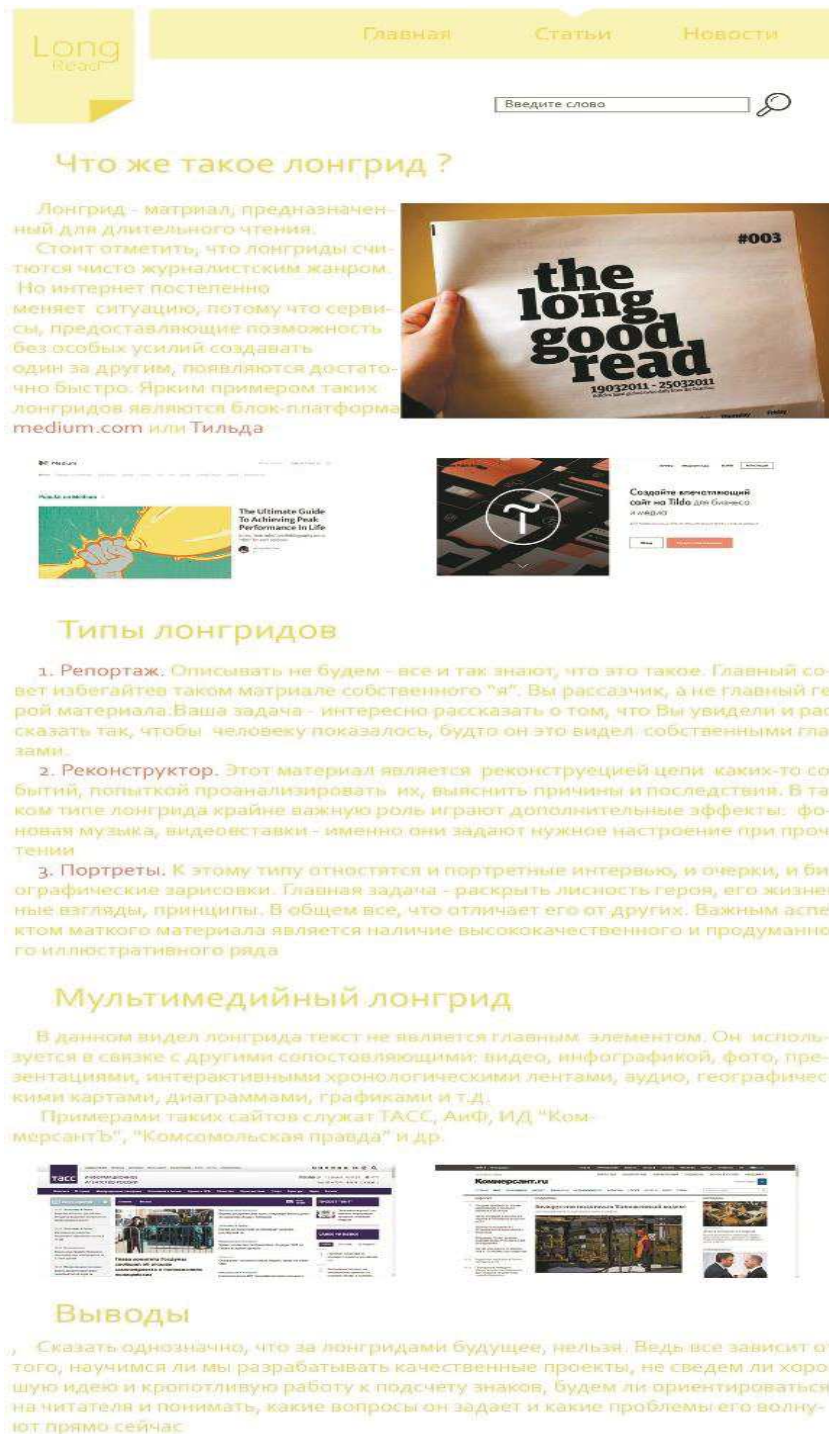 Long
Read
Главная Статьи Новости
Введите слово
Что же такое лонгрид ?
Лонгрид - матриал, предназначен-
ный для длительного чтения.
Стоит отметить, что лонгриды счи-
тются чисто журналистским жанром.
Но интернет постепенно
меняет ситуацию, потому что серви-
сы, предоставляющие позможность
без особых усилий создавать
один за другим, появляются достато-
чно быстро. Ярким примером таких
лонгридов являются блок-платформа
medium.com или Тильда
#003
the
long
good
read
19032011 - 25032011
Medium
Popular on Medium
The Ultimate Guide
To Achieving Peak
Performance In Life
Создайте впечатляющий
сайт на Tilda для бизнеса
и медиа
Типы лонгридов
1. Репортаж. Описывать не будем - все и так знают, что это такое. Главный со-
вет избегайтев таком матриале собственного "я". Вы рассазчик, а не главный ге
рой материала.Ваша задача - интересно рассказать о том, что Вы увидели и рас
сказать так, чтобы человеку показалось, будто он это видел собственными гла
зами.
2. Реконструктор. Этот материал является реконструецией цепи каких-то со
бытий, попыткой проанализировать их, выяснить причины и последствия. В та
ком типе лонгрида крайне важную роль играют дополнительные эффекты: фо-
новая музыка, видеовставки - именно они задают нужное настроение при проч
тении
3. Портреты. К этому типу отностятся и портретные интервью, и очерки, и би
ографические зарисовки. Главная задача - раскрыть лисность героя, его жизнен
ные взгляды, принципы. В общем все, что отличает его от других. Важным аспе
ктом маткого материала является наличие высококачественного и продуманно
го иллюстративного ряда
Мультимедийный лонгрид
В данном видел лонгрида текст не является главным элементом. Он исполь-
зуется в связке с другими сопостовляющими: видео, инфографикой, фото, пре-
зентациями, интерактивными хронологическими лентами, аудио, географичес
кими картами, диаграммами, графиками и т.д.
Примерами таких сайтов служат ТАСС, АиФ, ИД "Ком-
мерсантЪ", "Комсомольская правда" и др.
ТАСС ИНФОРМАЦИОННОЕ
АГЕНТСТВО РОССИИ
Коммерсант.ru
Выводы
, Сказать однозначно, что за лонгридами будущее, нельзя. Ведь все зависит от
того, научимся ли мы разрабатывать качественные проекты, не сведем ли хоро
шую идею и кропотливую работу к подсчету знаков, будем ли ориентироваться
на читателя и понимать, какие вопросы он задает и какие проблемы его волну-
ют прямо сейчас